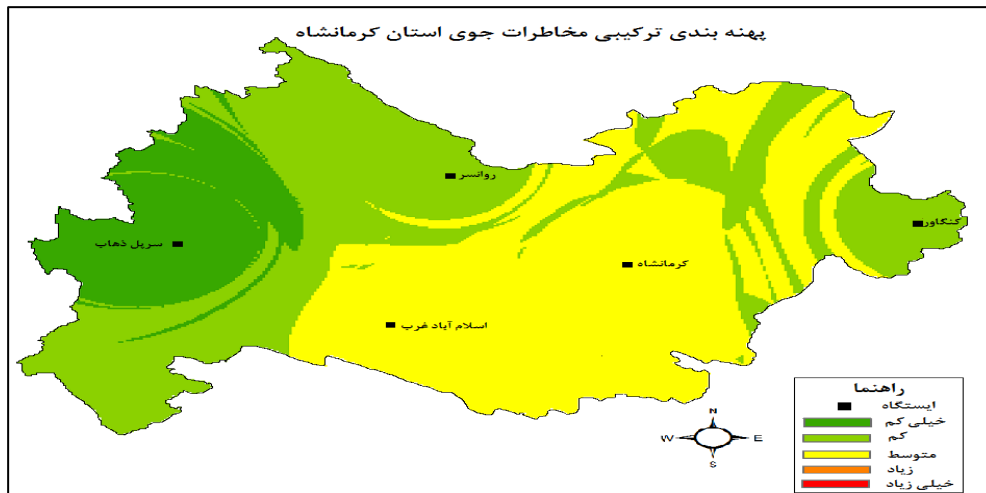 پهنه بندی ترکیبی مخاطرات جوی استان کرمانشاه
روانسر
کنگاور
سرپل ذهاب
کرمانشاه
اسلام آباد غرب
راهنما
ایستگاه
خیلی کم
کم
متوسط
زیاد
خیلی زیاد
N
W
E
S